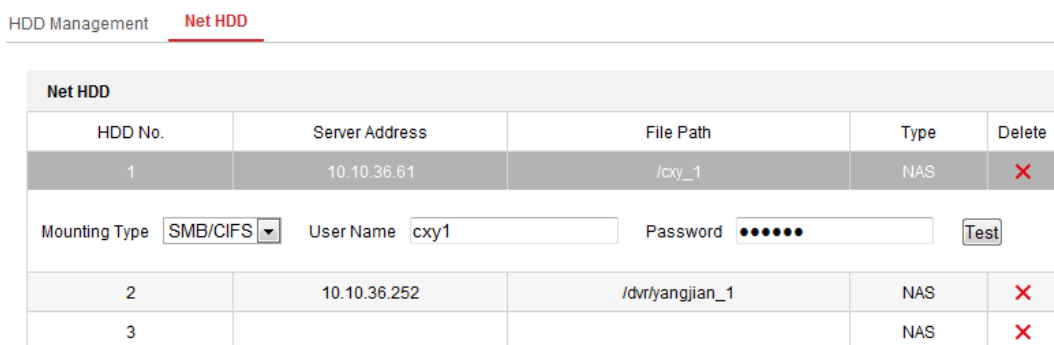 HDD Management Net HDD
Net HDD
HDD No. Server Address File Path Type Delete
1 10.10.36.61 /cxy_1 NAS
Mounting Type SMB/CIFS User Name cxy1 Password ●●●●●● Test
2 10.10.36.252 /dvr/yangjian_1 NAS
3 NAS